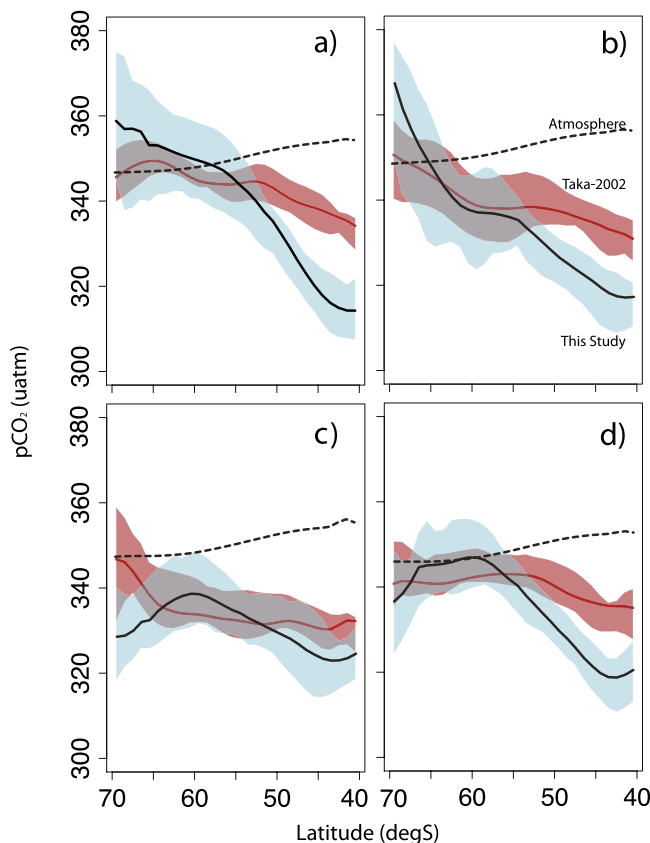 a)
b)
380
360
340
320
300
Atmosphere
Taka-2002
This Study
pCO₂ (uatm)
c)
d)
380
360
340
320
300
70 60 50 40
70 60 50 40
Latitude (degS)